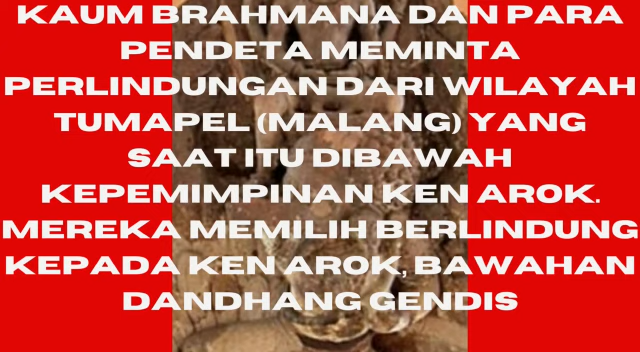 KAUM BRAHMANA DAN PARA
PENDETA MEMINTA
PERLINDUNGAN DARI WILAYAH
TUMAPEL (MALANG) YANG
SAAT ITU DIBAWAH
KEPEMIMPINAN KEN AROK.
MEREKA MEMILIH BERLINDUNG
KEPADA KEN AROK, BAWAHAN
DANDHANG GENDIS